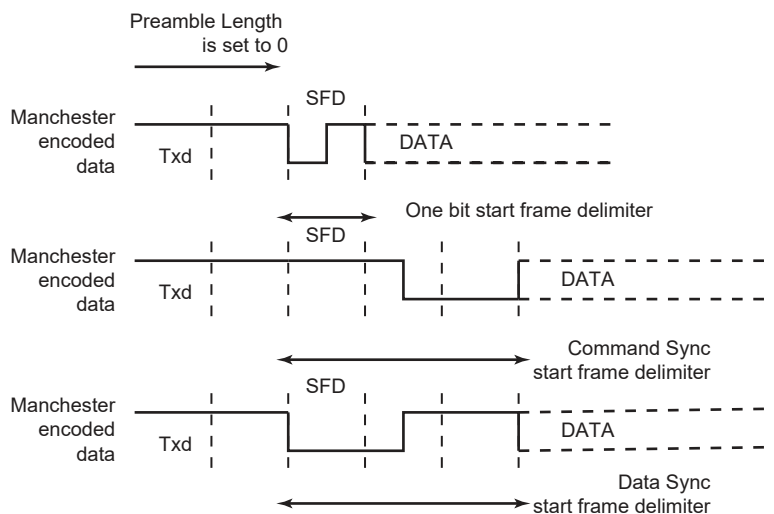 Preamble Length
is set to 0
SFD
Manchester
encoded
data
Txd
DATA
One bit start frame delimiter
SFD
Manchester
encoded
data
Txd
DATA
Command Sync
start frame delimiter
SFD
Manchester
encoded
data
Txd
DATA
Data Sync
start frame delimiter